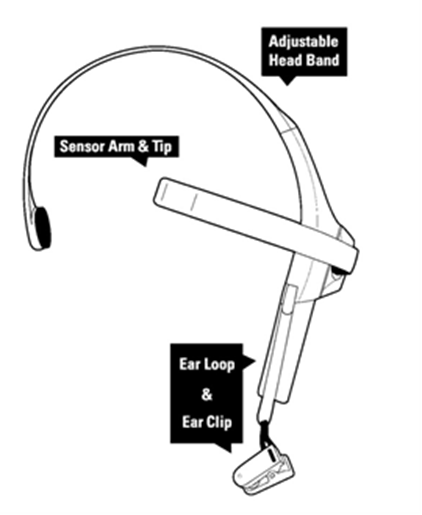 Adjustable
Head Band
Sensor Arm & Tip
Ear Loop
&
Ear Clip